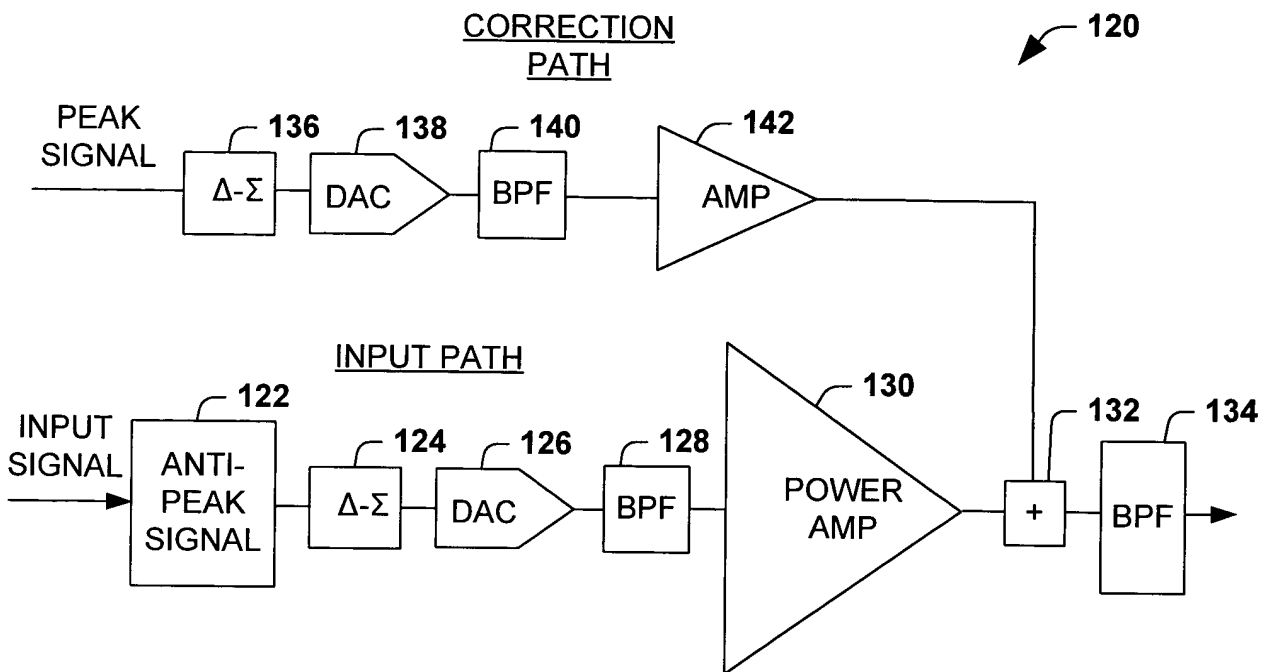 CORRECTION
PATH
120
PEAK
SIGNAL
136
138
140
142
Δ-Σ
DAC
BPF
AMP
INPUT PATH
122
124
126
128
130
132
134
INPUT
SIGNAL
ANTI-
PEAK
SIGNAL
Δ-Σ
DAC
BPF
POWER
AMP
+
BPF